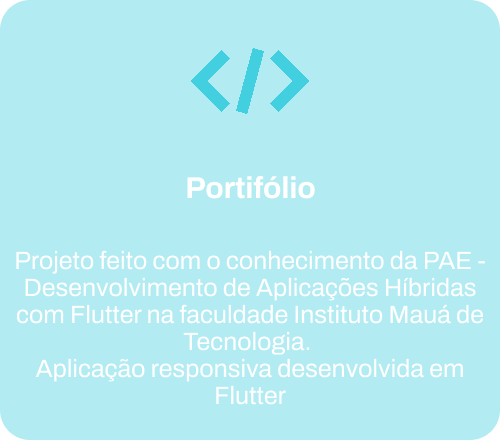 Portifólio
Projeto feito com o conhecimento da PAE -
Desenvolvimento de Aplicações Híbridas
com Flutter na faculdade Instituto Mauá de
Tecnologia.
Aplicação responsiva desenvolvida em
Flutter